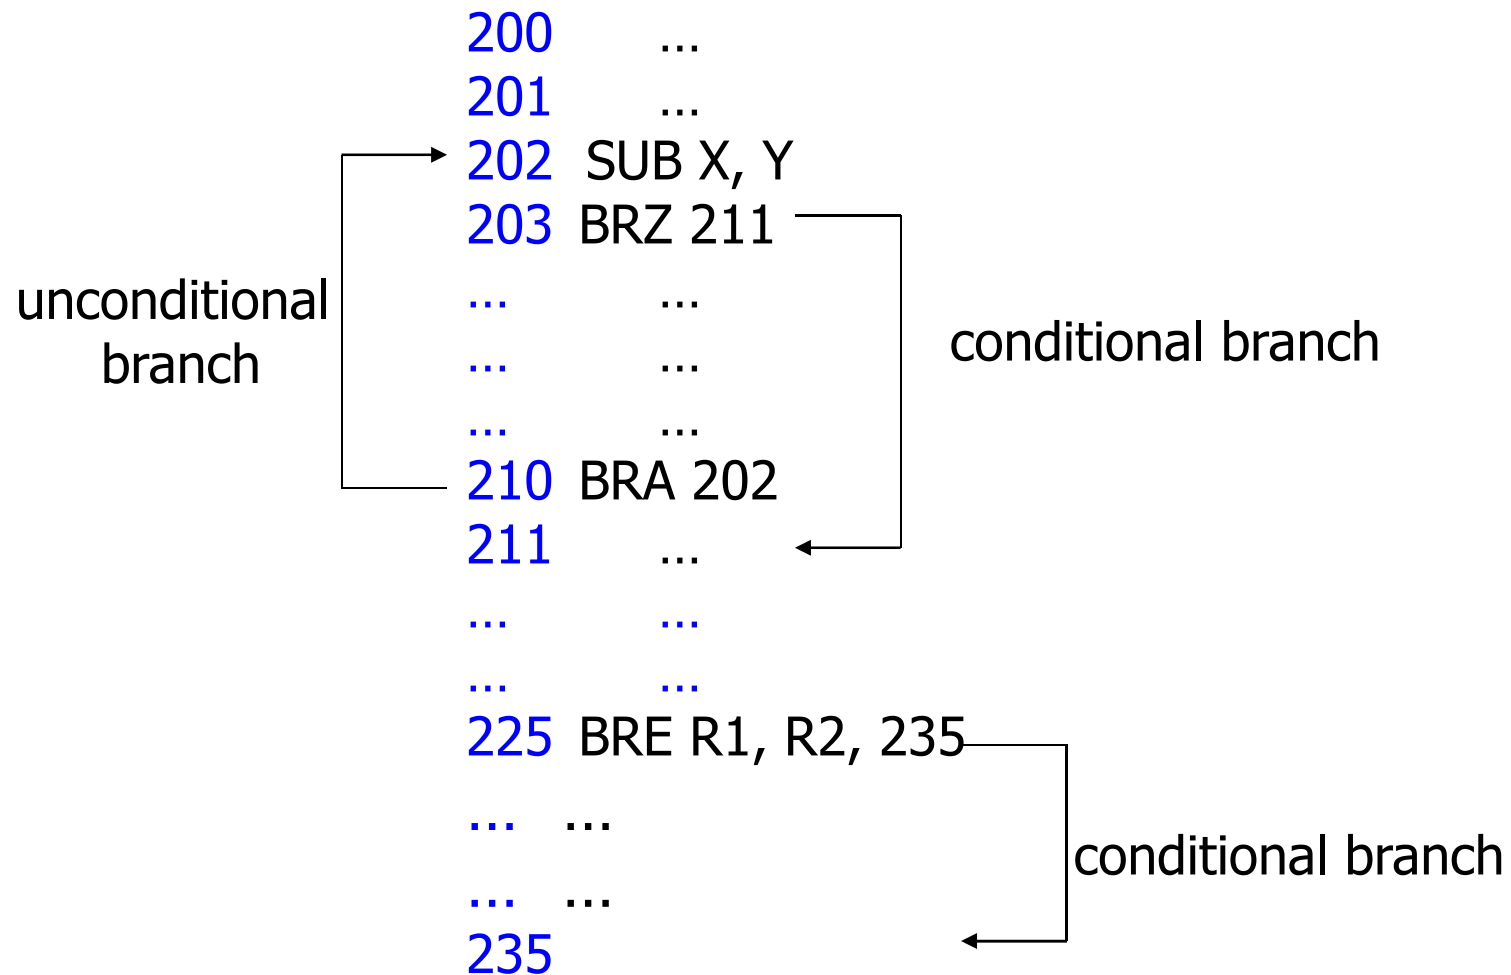 200 ...
201 ...
202 SUB X, Y
203 BRZ 211
... ...
unconditional
branch
... ...
conditional branch
... ...
210 BRA 202
211 ...
... ...
... ...
225 BRE R1, R2, 235
... ...
conditional branch
... ...
235